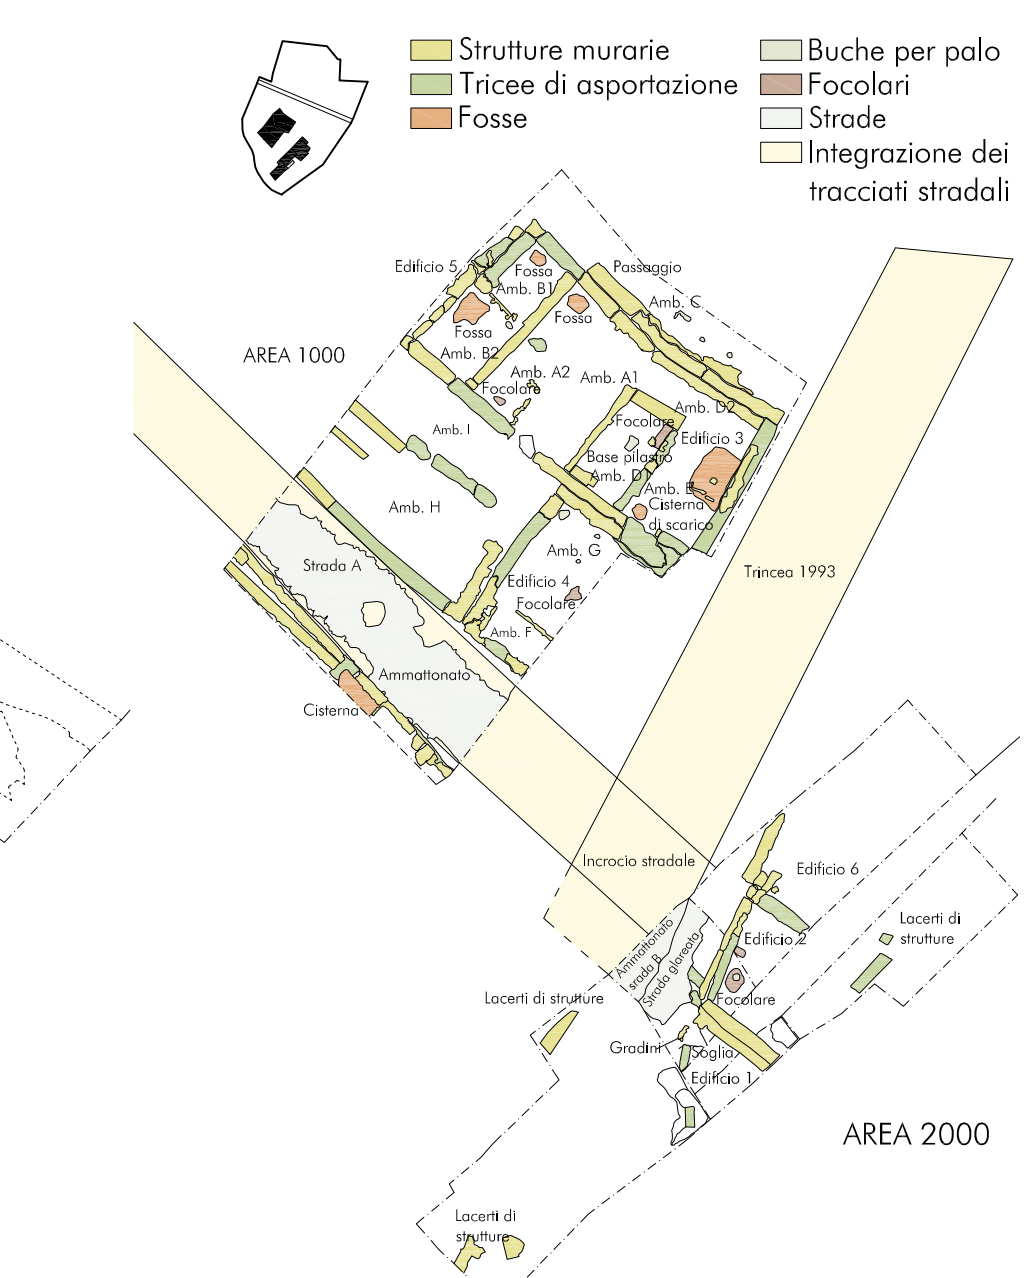 Strutture murarie
Tricee di asportazione
Fosse
Buche per palo
Focolari
Strade
Integrazione dei
tracciati stradali
Edificio 5
Fossa
Amb. B1
Passaggio
Amb. C
Fossa
Fossa
AREA 1000
Amb. B2
Amb. A2
Amb. A1
Focolare
Amb. D2
Amb. I
Focolare
Edificio 3
Base pilastro
Amb. D1
Amb. E
Amb. H
Cisterna
di scarico
Amb. G
Strada A
Trincea 1993
Edificio 4
Focolare
Amb. F
Ammattonato
Cisterna
Incrocio stradale
Edificio 6
Lacerti di
strutture
Edificio 2
Ammattonato
srada B
Strada glareata
Lacerti di strutture
Focolare
Gradini
Soglia
Edificio 1
AREA 2000
Lacerti di
strutture